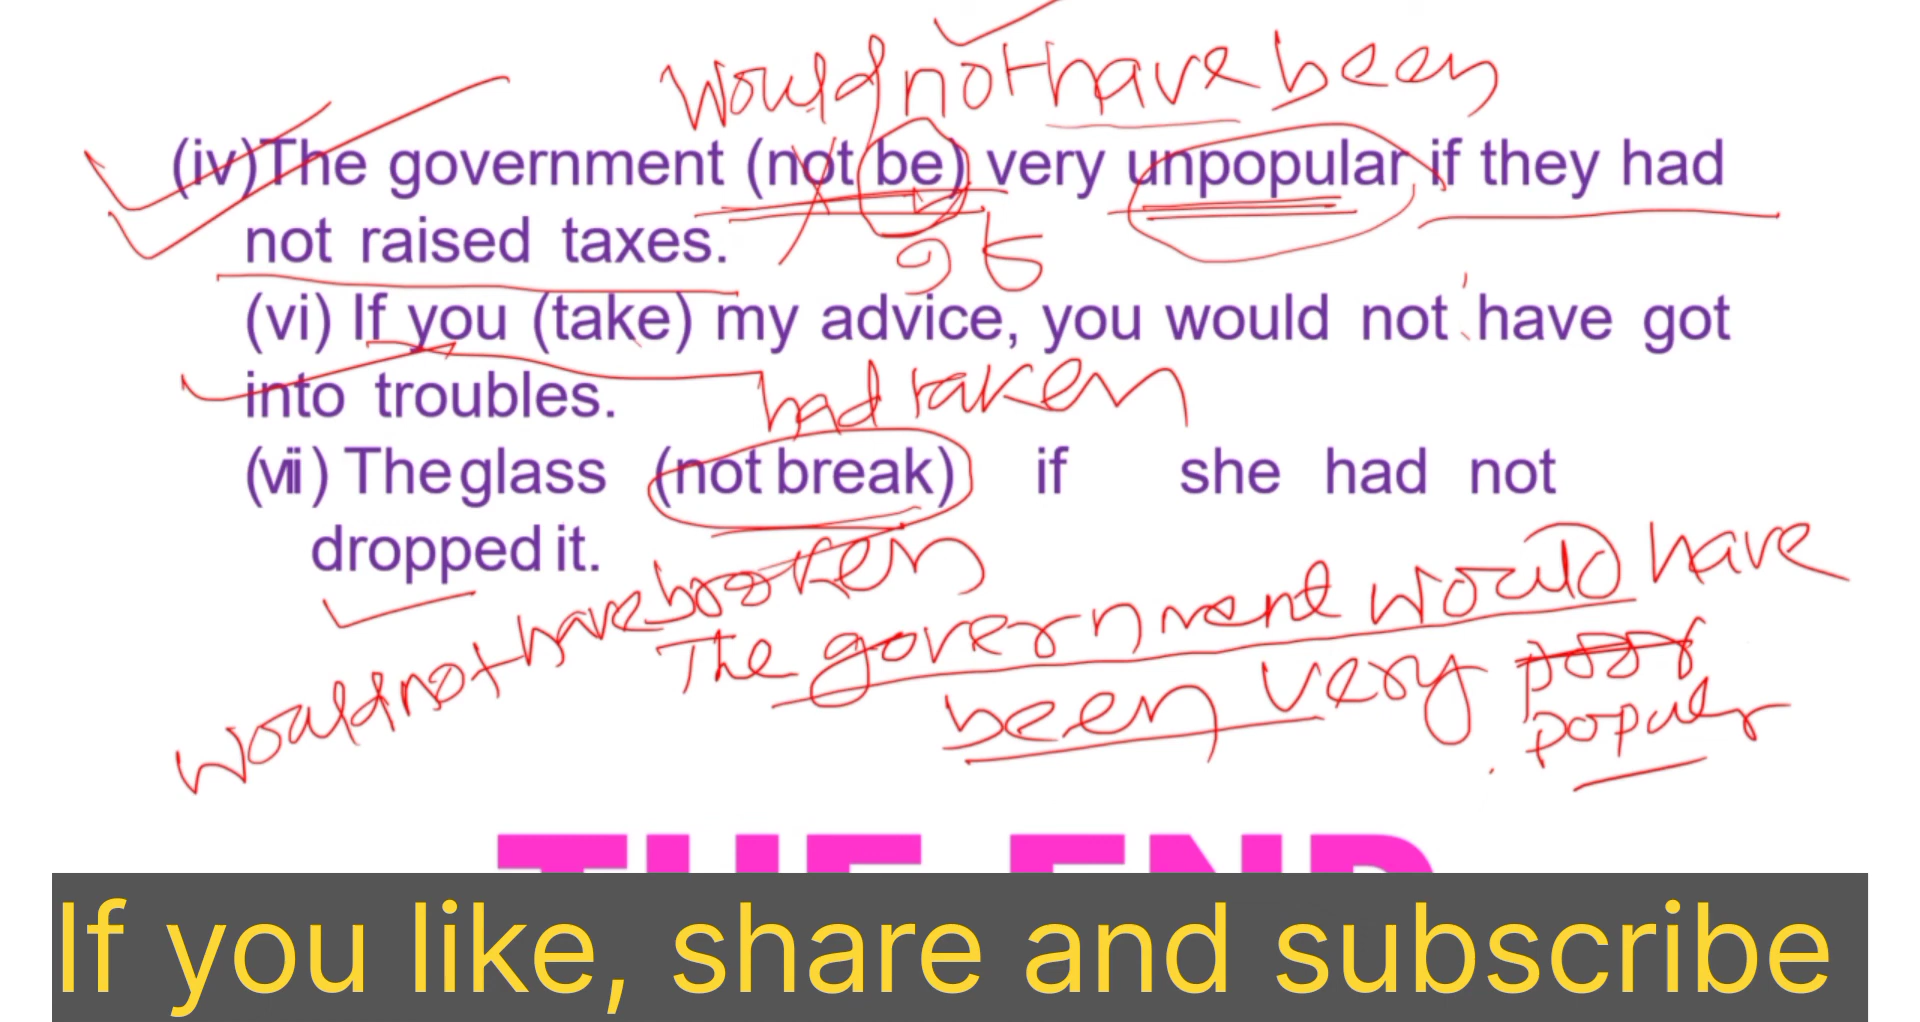 would not have been
(iv)The government (not be) very unpopular if they had
not raised taxes.
(vi) If you (take) my advice, you would not have got
into troubles.
had taken
(vii) The glass (not break) if she had not
dropped it.
would not have broken
The government would have
been very poor
popular
THE END
If you like, share and subscribe